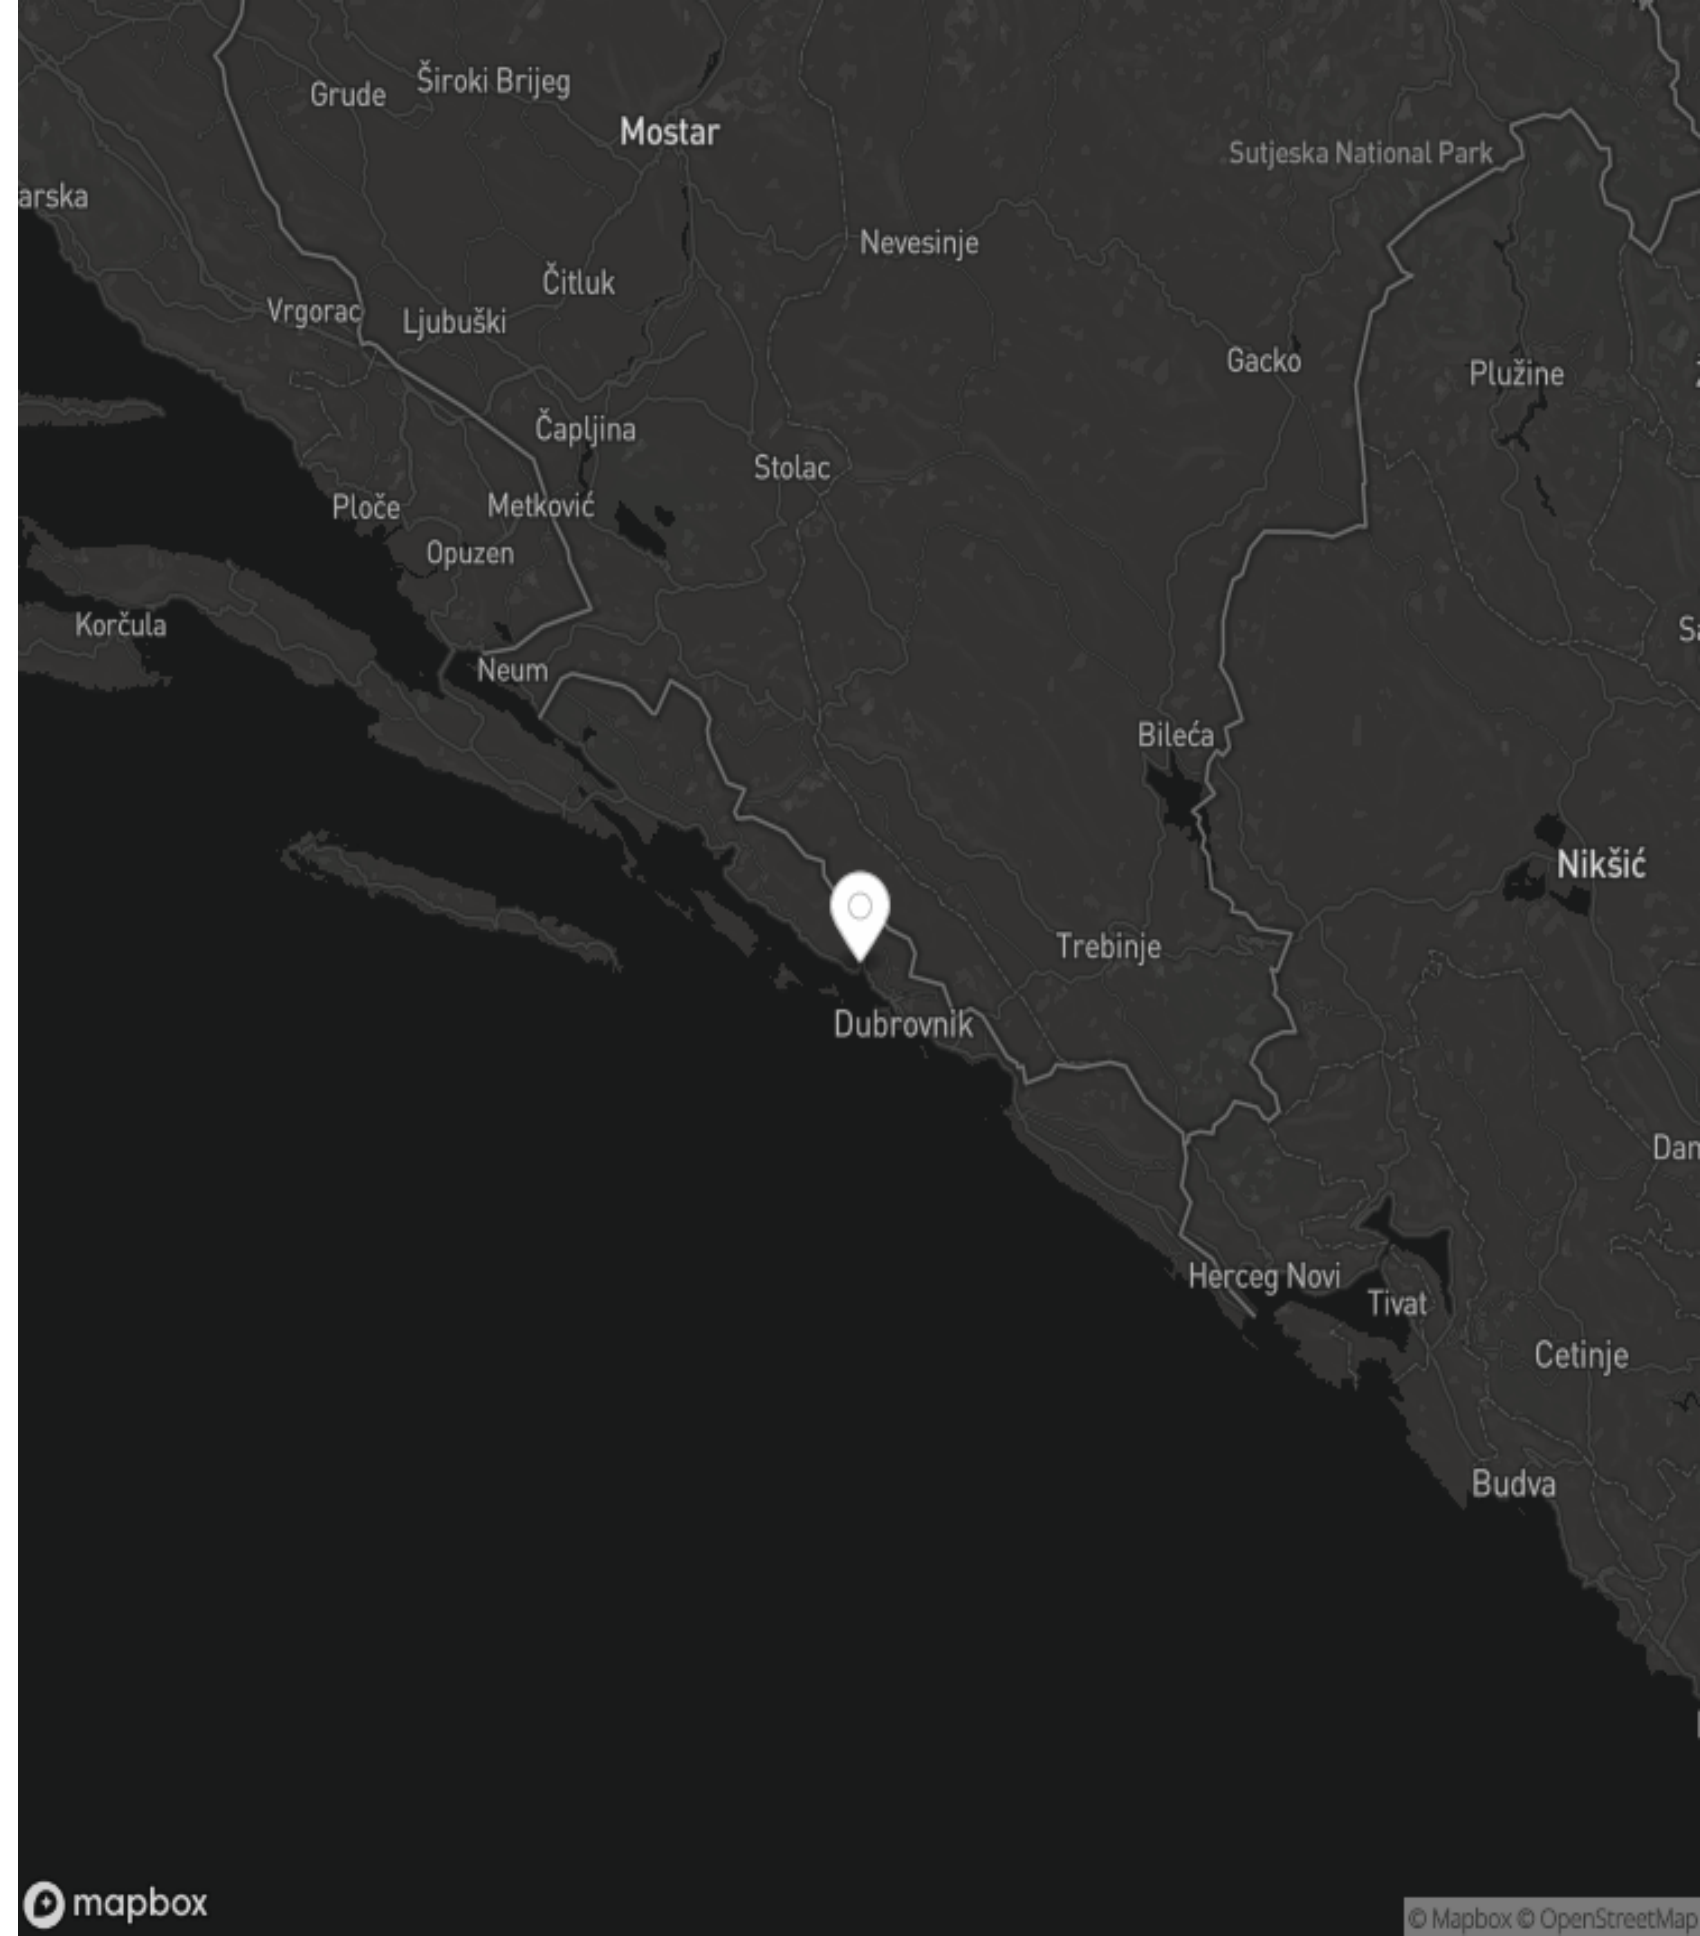 Široki Brijeg
Grude
Mostar
Sutjeska National Park
arska
Nevesinje
Čitluk
Vrgorac
Ljubuški
Gacko
Plužine
Čapljina
Stolac
Ploče
Metković
Opuzen
Korčula
Neum
Bileća
Nikšić
Trebinje
Dubrovnik
Dan
Herceg Novi
Tivat
Cetinje
Budva
mapbox
© Mapbox © OpenStreetMap